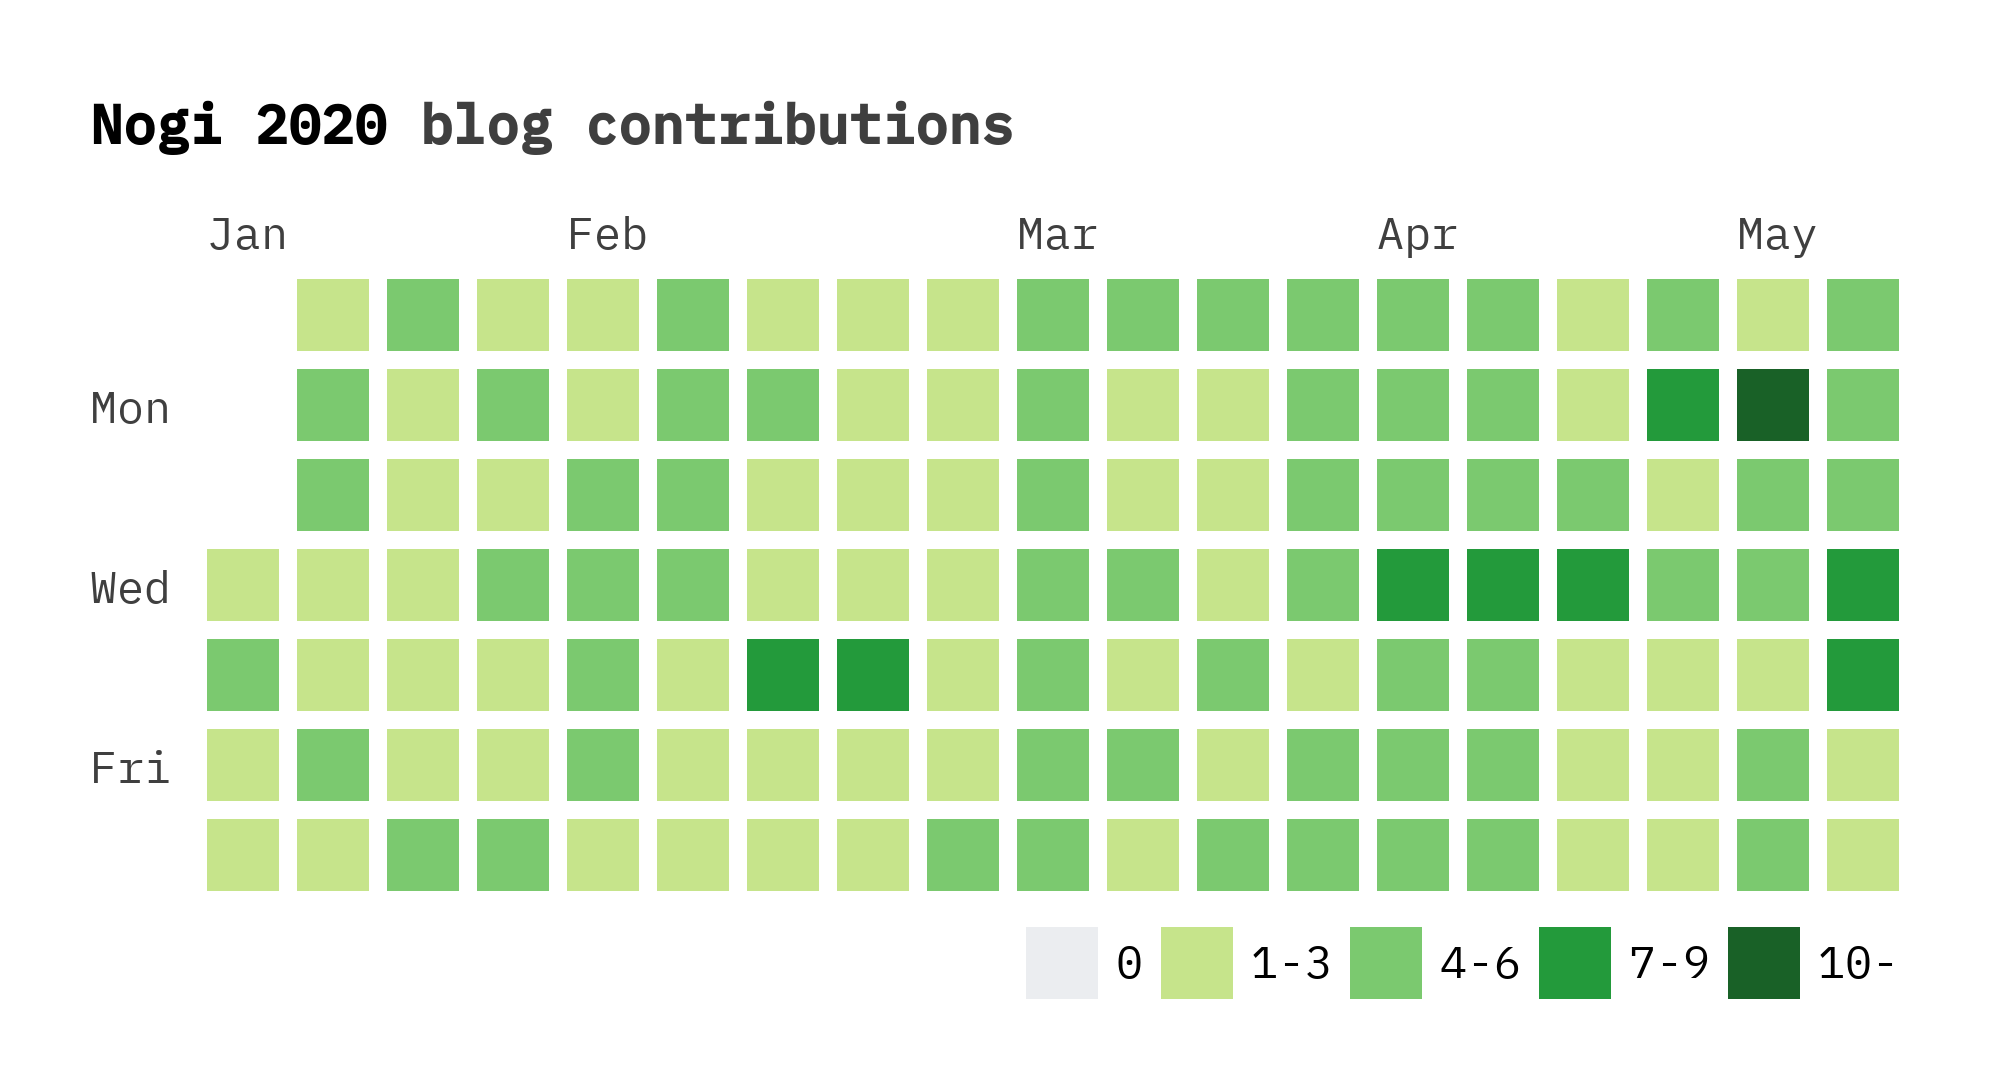 Nogi 2020 blog contributions
Jan Feb Mar Apr May
Mon
Wed
Fri
0 1-3 4-6 7-9 10-